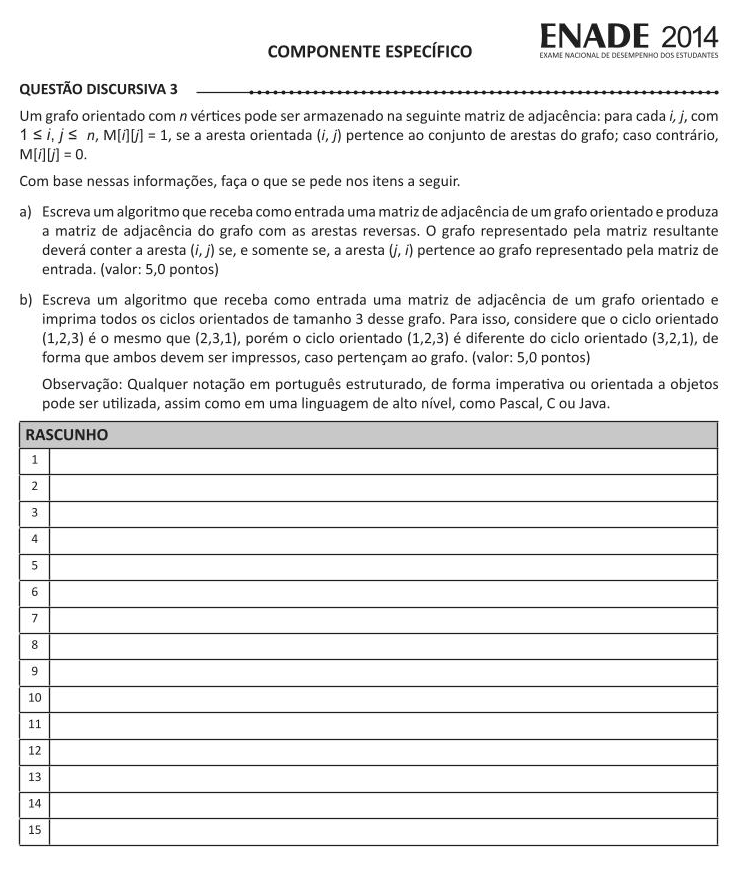 ENADE 2014
EXAME NACIONAL DE DESEMPENHO DOS ESTUDANTES
COMPONENTE ESPECÍFICO
QUESTÃO DISCURSIVA 3
Um grafo orientado com n vértices pode ser armazenado na seguinte matriz de adjacência: para cada i, j, com
1 ≤ i, j ≤ n, M[i][j] = 1, se a aresta orientada (i, j) pertence ao conjunto de arestas do grafo; caso contrário,
M[i][j] = 0.
Com base nessas informações, faça o que se pede nos itens a seguir.
a) Escreva um algoritmo que receba como entrada uma matriz de adjacência de um grafo orientado e produza
a matriz de adjacência do grafo com as arestas reversas. O grafo representado pela matriz resultante
deverá conter a aresta (i, j) se, e somente se, a aresta (j, i) pertence ao grafo representado pela matriz de
entrada. (valor: 5,0 pontos)
b) Escreva um algoritmo que receba como entrada uma matriz de adjacência de um grafo orientado e
imprima todos os ciclos orientados de tamanho 3 desse grafo. Para isso, considere que o ciclo orientado
(1,2,3) é o mesmo que (2,3,1), porém o ciclo orientado (1,2,3) é diferente do ciclo orientado (3,2,1), de
forma que ambos devem ser impressos, caso pertençam ao grafo. (valor: 5,0 pontos)
Observação: Qualquer notação em português estruturado, de forma imperativa ou orientada a objetos
pode ser utilizada, assim como em uma linguagem de alto nível, como Pascal, C ou Java.
RASCUNHO
1
2
3
4
5
6
7
8
9
10
11
12
13
14
15